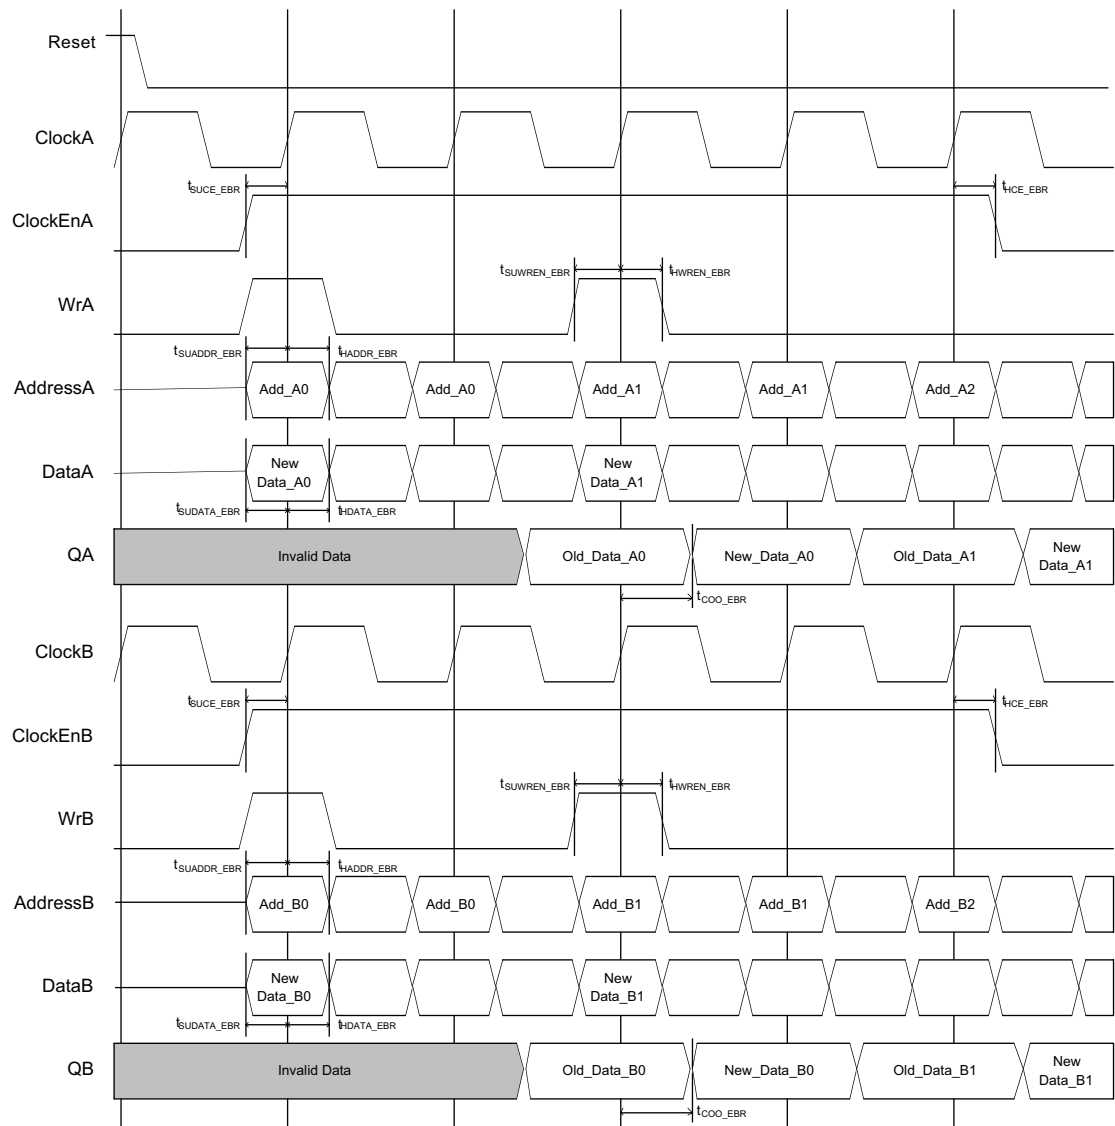 Reset
ClockA
tSUCE_EBR tHCE_EBR
ClockEnA
tSUWREN_EBR tHWREN_EBR
WrA
tSUADDR_EBR tHADDR_EBR
AddressA Add_A0 Add_A0 Add_A1 Add_A1 Add_A2
DataA New New
Data_A0 Data_A1
tSUDATA_EBR tHDATA_EBR
QA Invalid Data Old_Data_A0 New_Data_A0 Old_Data_A1 New
Data_A1
tCOO_EBR
ClockB
tSUCE_EBR tHCE_EBR
ClockEnB
tSUWREN_EBR tHWREN_EBR
WrB
tSUADDR_EBR tHADDR_EBR
AddressB Add_B0 Add_B0 Add_B1 Add_B1 Add_B2
DataB New New
Data_B0 Data_B1
tSUDATA_EBR tHDATA_EBR
QB Invalid Data Old_Data_B0 New_Data_B0 Old_Data_B1 New
Data_B1
tCOO_EBR